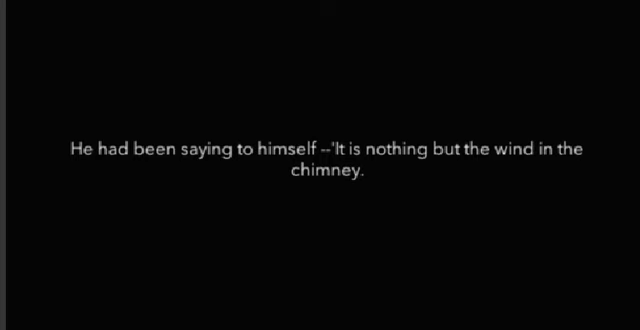 He had been saying to himself --'It is nothing but the wind in the
chimney.